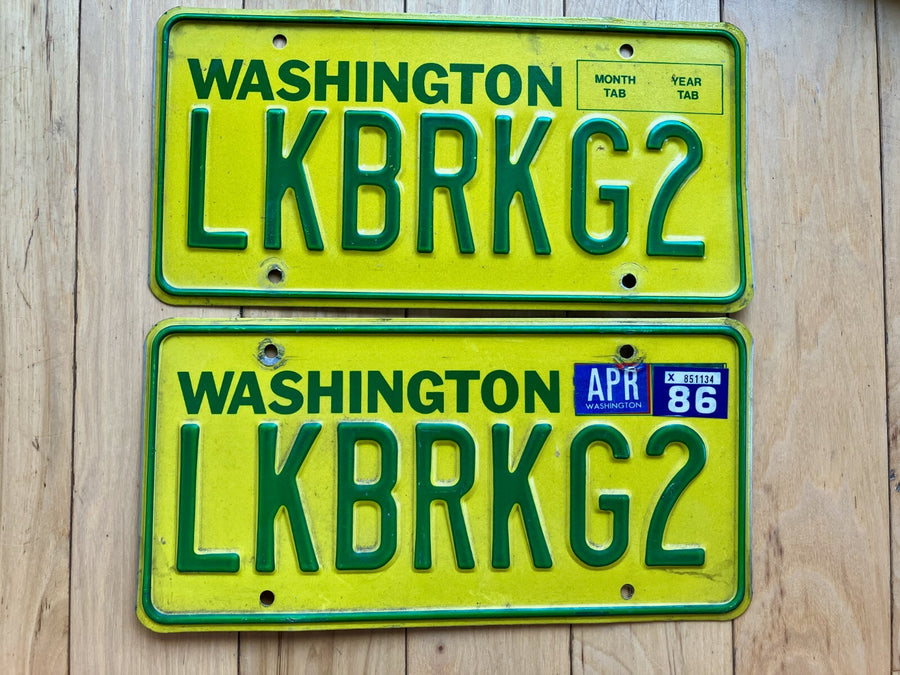 WASHINGTON
MONTH YEAR
TAB TAB
LKBRKG2
WASHINGTON
APR
WASHINGTON
X 851134
86
LKBRKG2